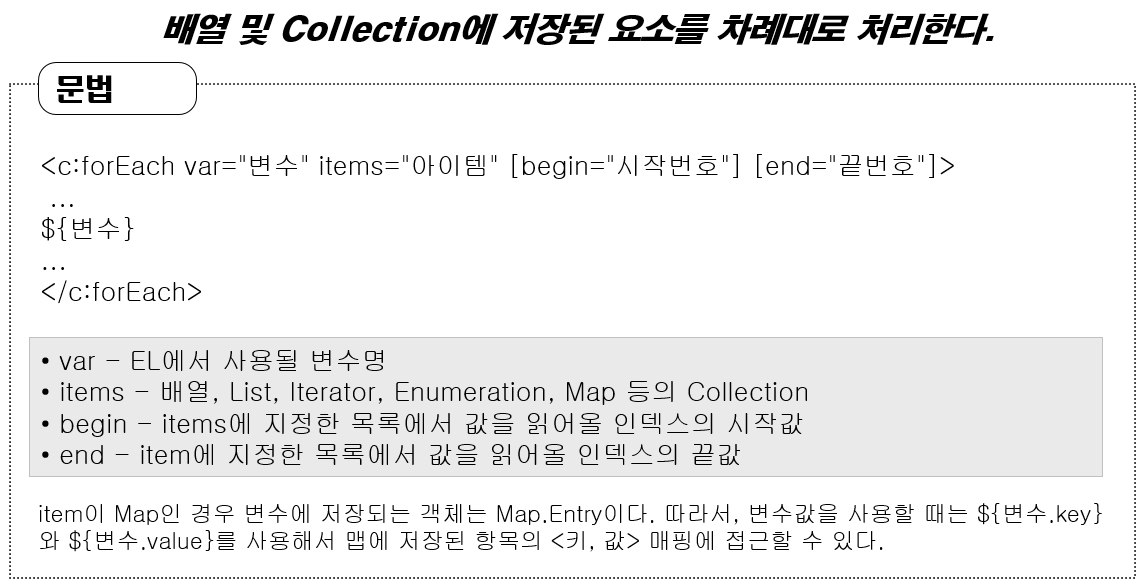 배열 및 Collection에 저장된 요소를 차례대로 처리한다.
문법
<c:forEach var="변수" items="아이템" [begin="시작번호"] [end="끝번호"]>
...
${변수}
...
</c:forEach>
• var – EL에서 사용될 변수명
• items – 배열, List, Iterator, Enumeration, Map 등의 Collection
• begin – items에 지정한 목록에서 값을 읽어올 인덱스의 시작값
• end – item에 지정한 목록에서 값을 읽어올 인덱스의 끝값
item이 Map인 경우 변수에 저장되는 객체는 Map.Entry이다. 따라서, 변수값을 사용할 때는 ${변수.key}
와 ${변수.value}를 사용해서 맵에 저장된 항목의 <키, 값> 매핑에 접근할 수 있다.